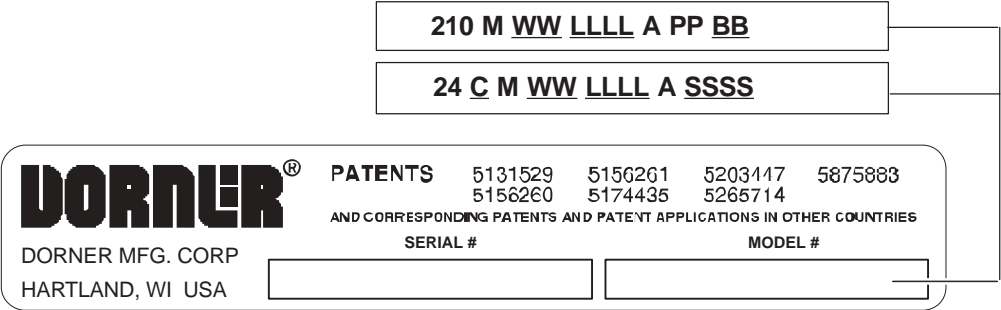 210 M WW LLLL A PP BB
24 C M WW LLLL A SSSS
DORNER® PATENTS 5131529 5156261 5203447 5875883
5156260 5174435 5265714
AND CORRESPONDING PATENTS AND PATENT APPLICATIONS IN OTHER COUNTRIES
SERIAL # MODEL #
DORNER MFG. CORP
HARTLAND, WI USA